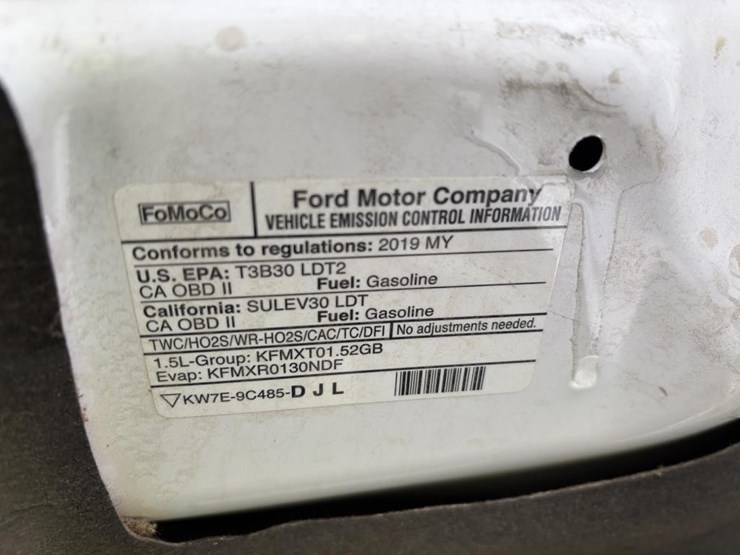 FoMoCo
Ford Motor Company
VEHICLE EMISSION CONTROL INFORMATION
Conforms to regulations: 2019 MY
U.S. EPA: T3B30 LDT2
CA OBD II Fuel: Gasoline
California: SULEV30 LDT
CA OBD II Fuel: Gasoline
TWC/HO2S/WR-HO2S/CAC/TC/DFI No adjustments needed.
1.5L-Group: KFMXT01.52GB
Evap: KFMXR0130NDF
KW7E-9C485-D J L